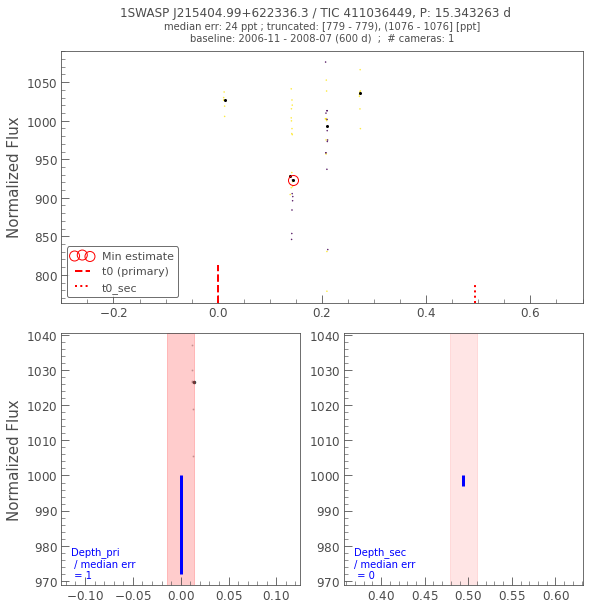 1SWASP J215404.99+622336.3 / TIC 411036449, P: 15.343263 d
median err: 24 ppt ; truncated: [779 - 779), (1076 - 1076] [ppt]
baseline: 2006-11 - 2008-07 (600 d)  ;  # cameras: 1
Normalized Flux
1050
1000
950
900
850
800
Min estimate
t0 (primary)
t0_sec
−0.2 0.0 0.2 0.4 0.6
Normalized Flux
1040
1030
1020
1010
1000
990
980
970
Depth_pri
/ median err
= 1
−0.10 −0.05 0.00 0.05 0.10
1040
1030
1020
1010
1000
990
980
970
Depth_sec
/ median err
= 0
0.40 0.45 0.50 0.55 0.60